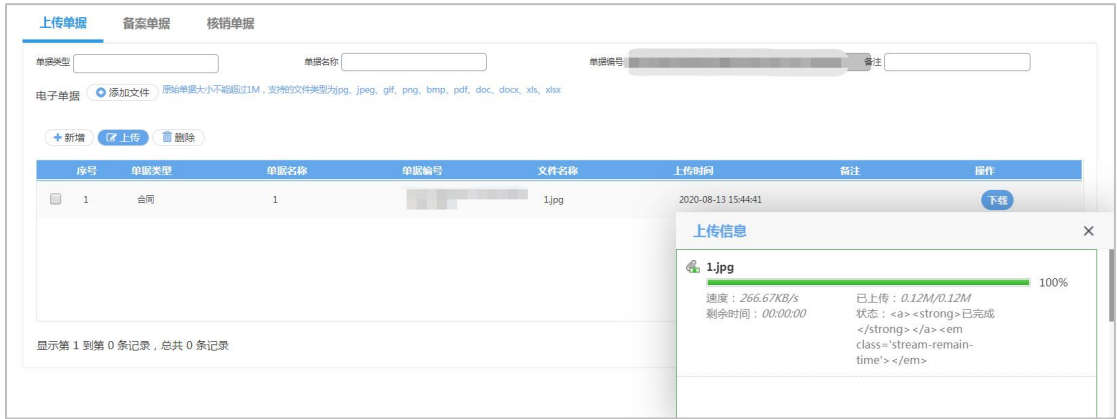 上传单据 备案单据 核销单据
单据类型 单据名称 单据编号 备注
电子单据 添加文件 原始单据大小不能超过1M，支持的文件类型为jpg、jpeg、gif、png、bmp、pdf、doc、docx、xls、xlsx
新增 上传 删除
序号 单据类型 单据名称 单据编号 文件名称 上传时间 备注 操作
1 合同 1 1.jpg 2020-08-13 15:44:41 下载
上传信息
1.jpg
100%
速度：266.67KB/s 已上传：0.12M/0.12M
剩余时间：00:00:00 状态：<a><strong>已完成
</strong></a><em
class='stream-remain-
time'></em>
显示第 1 到第 0 条记录，总共 0 条记录